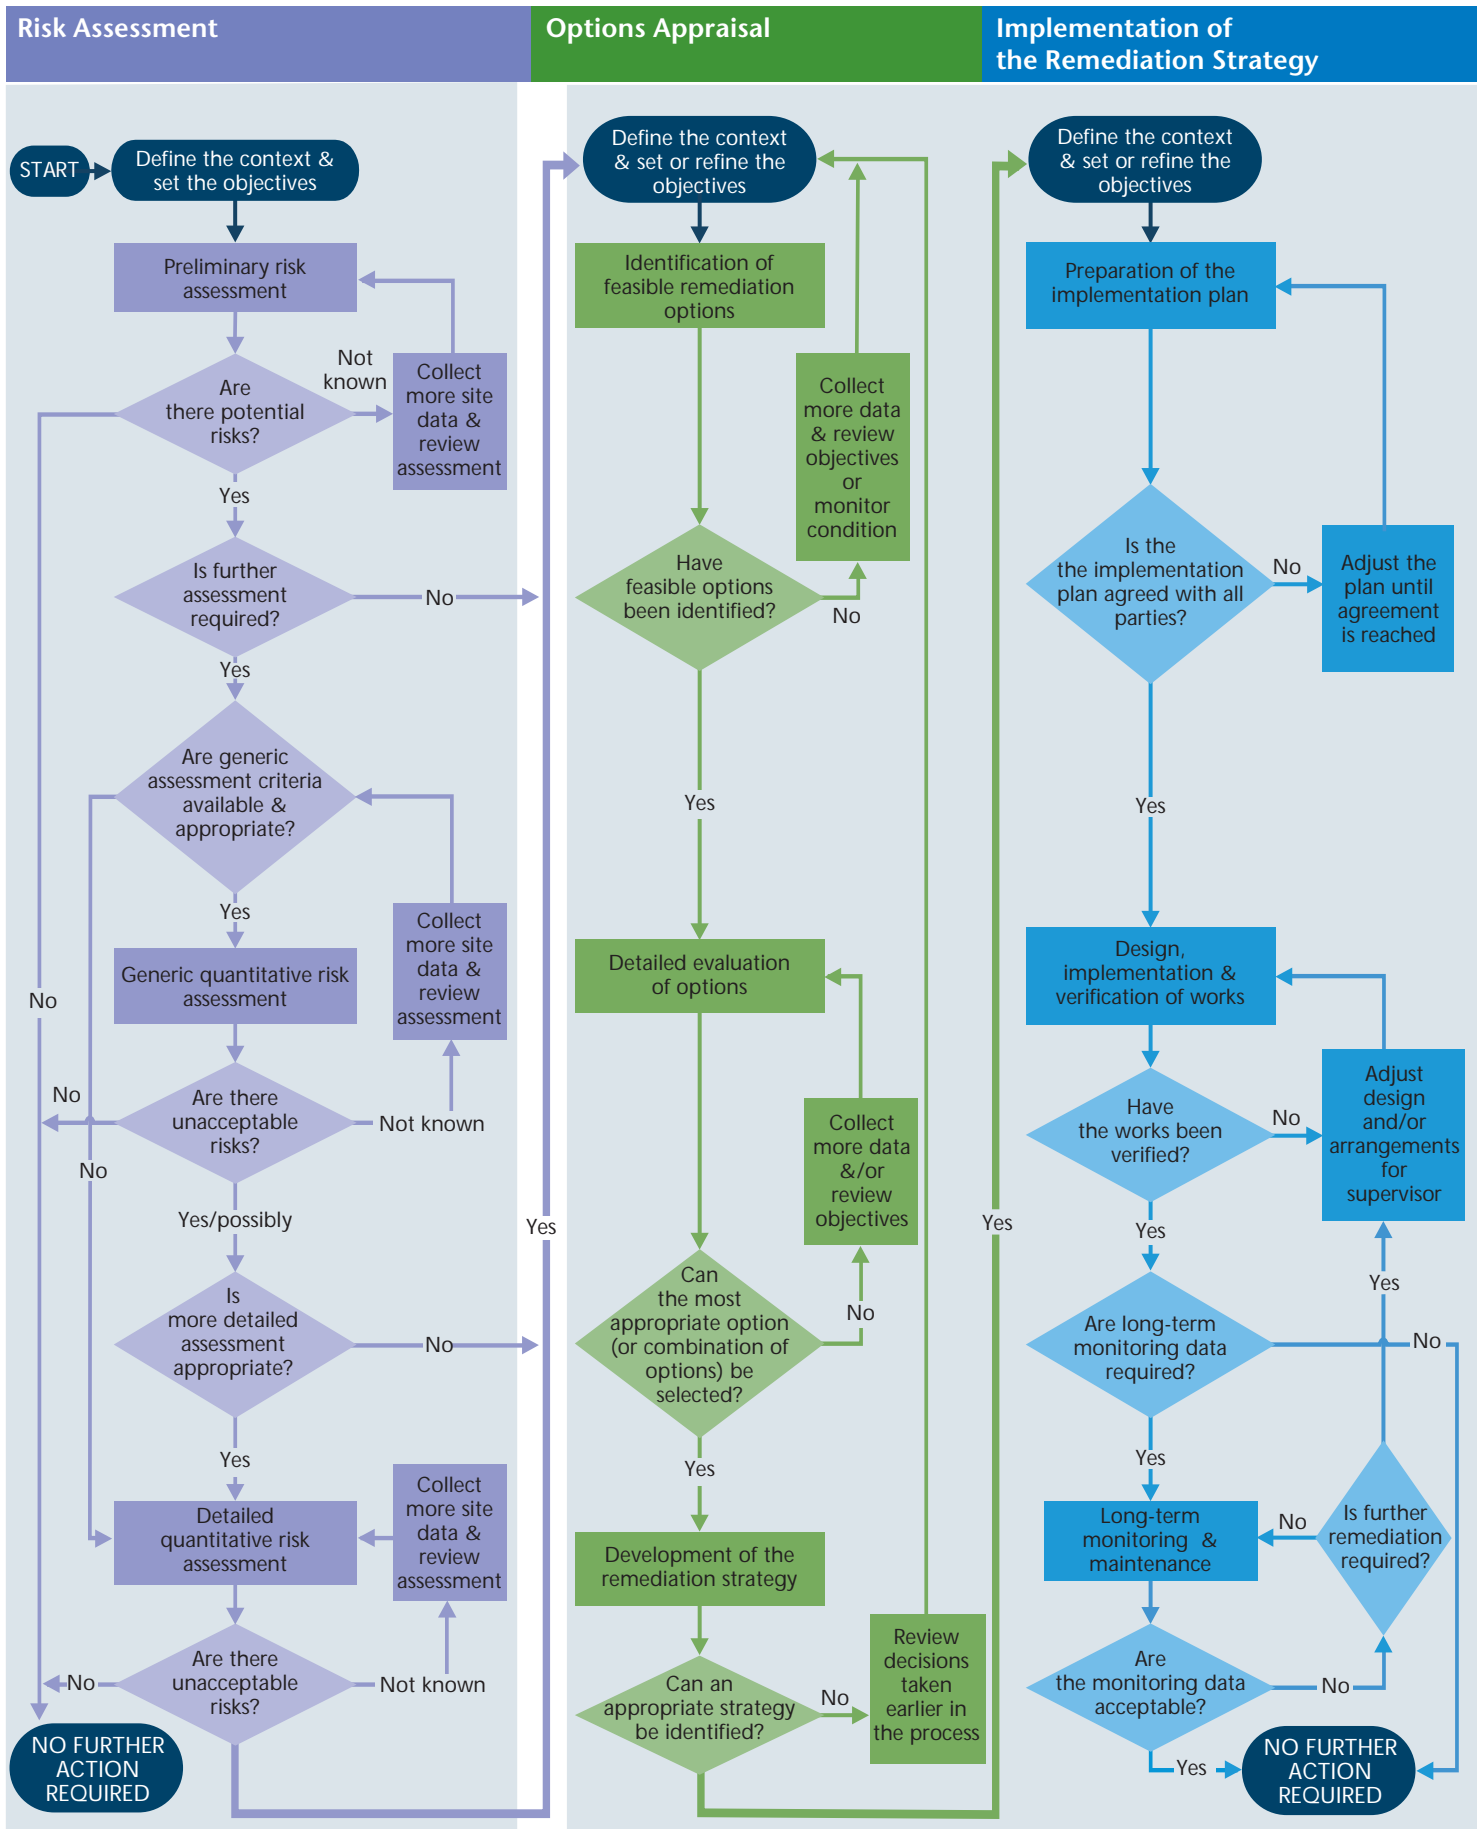 Risk Assessment
START
Define the context &
set the objectives
Preliminary risk
assessment
Not
known
Collect
more site
data &
review
assessment
Are
there potential
risks?
Yes
Is further
assessment
required?
No
Yes
Are generic
assessment criteria
available &
appropriate?
Yes
Collect
more site
data &
review
assessment
Generic quantitative risk
assessment
No
No
Are there
unacceptable
risks?
Not known
No
Yes/possibly
Is
more detailed
assessment
appropriate?
No
Yes
Collect
more site
data &
review
assessment
Detailed
quantitative risk
assessment
Are there
unacceptable
risks?
No
Not known
NO FURTHER
ACTION
REQUIRED
Yes
Options Appraisal
Define the context
& set or refine the
objectives
Identification of
feasible remediation
options
Collect
more data
& review
objectives
or
monitor
condition
Have
feasible options
been identified?
No
Yes
Detailed evaluation
of options
Collect
more data
&/or
review
objectives
Can
the most
appropriate option
(or combination of
options) be
selected?
No
Yes
Development of the
remediation strategy
Can an
appropriate strategy
be identified?
No
Review
decisions
taken
earlier in
the process
Yes
Implementation of
the Remediation Strategy
Define the context
& set or refine the
objectives
Preparation of the
implementation plan
Is the
the implementation
plan agreed with all
parties?
No
Adjust the
plan until
agreement
is reached
Yes
Design,
implementation &
verification of works
Have
the works been
verified?
No
Adjust
design
and/or
arrangements
for
supervisor
Yes
Yes
Are long-term
monitoring data
required?
No
Yes
Long-term
monitoring &
maintenance
No
Is further
remediation
required?
Are
the monitoring data
acceptable?
No
Yes
NO FURTHER
ACTION
REQUIRED